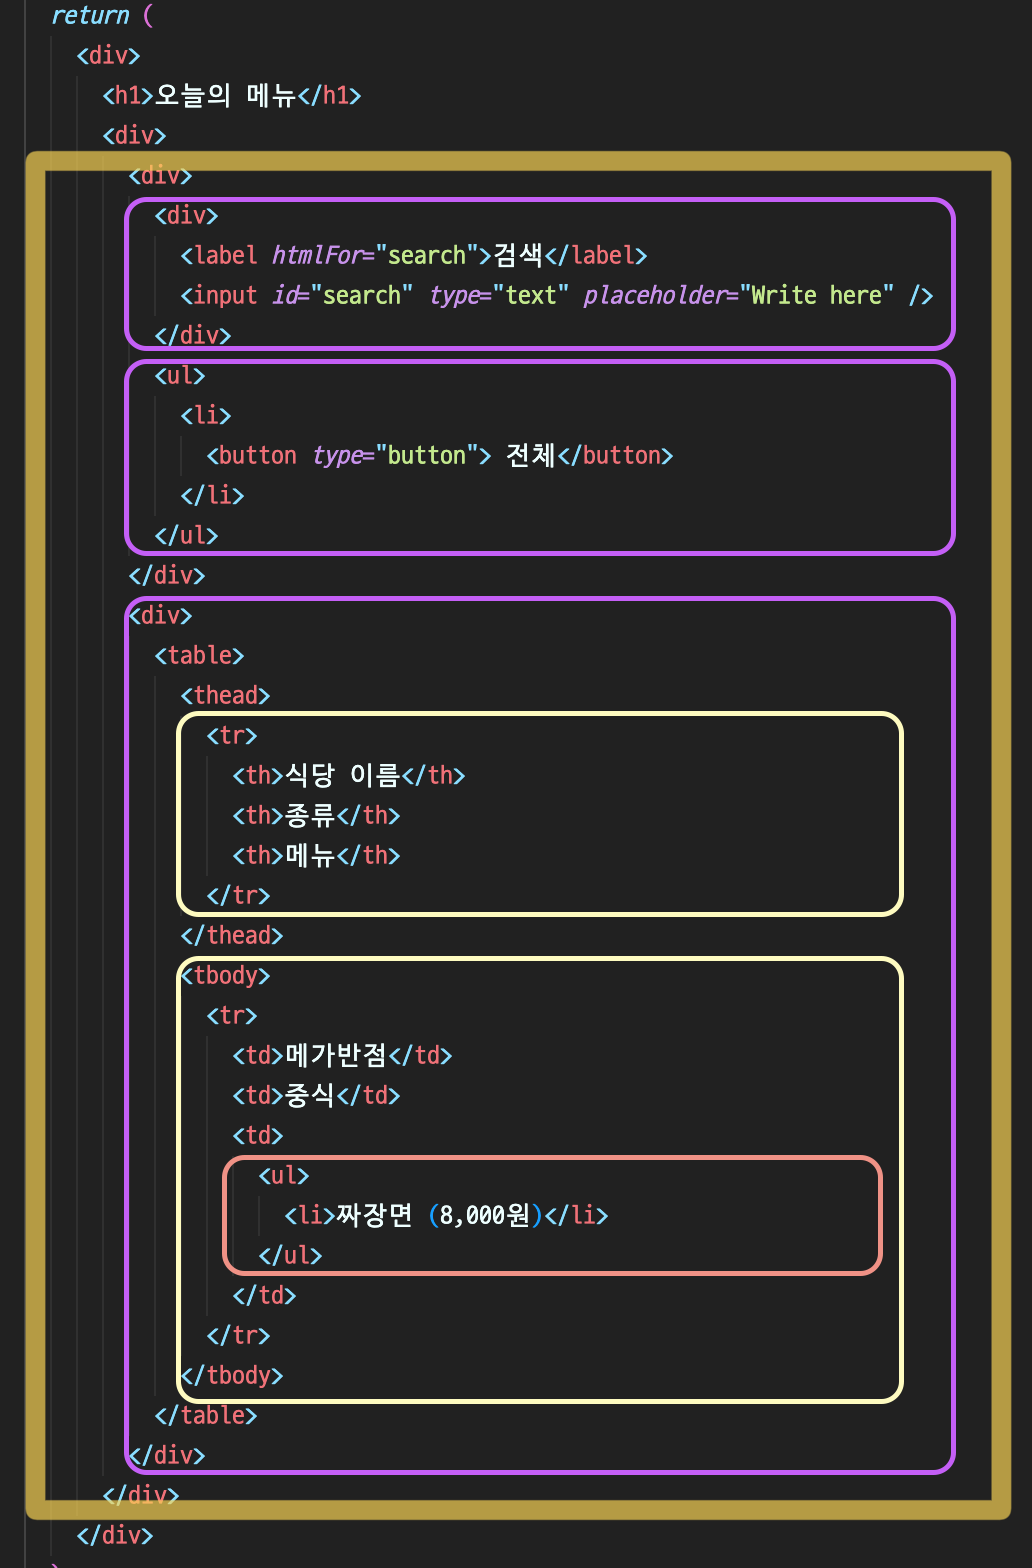 return (
<div>
<h1>오늘의 메뉴</h1>
<div>
<div>
<div>
<label htmlFor="search">검색</label>
<input id="search" type="text" placeholder="Write here" />
</div>
<ul>
<li>
<button type="button"> 전체</button>
</li>
</ul>
</div>
<div>
<table>
<thead>
<tr>
<th>식당 이름</th>
<th>종류</th>
<th>메뉴</th>
</tr>
</thead>
<tbody>
<tr>
<td>메가반점</td>
<td>중식</td>
<td>
<ul>
<li>짜장면 (8,000원)</li>
</ul>
</td>
</tr>
</tbody>
</table>
</div>
</div>
</div>